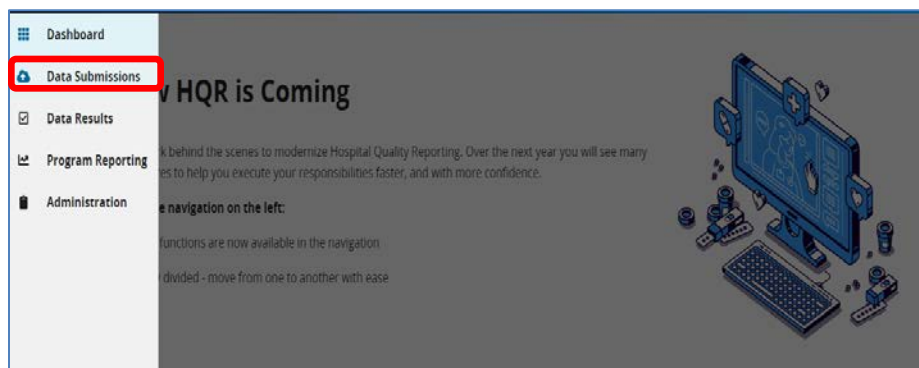 Dashboard
Data Submissions
Data Results
Program Reporting
Administration
HQR is Coming
behind the scenes to modernize Hospital Quality Reporting. Over the next year you will see many
to help you execute your responsibilities faster, and with more confidence.
navigation on the left:
functions are now available in the navigation
divided - move from one to another with ease